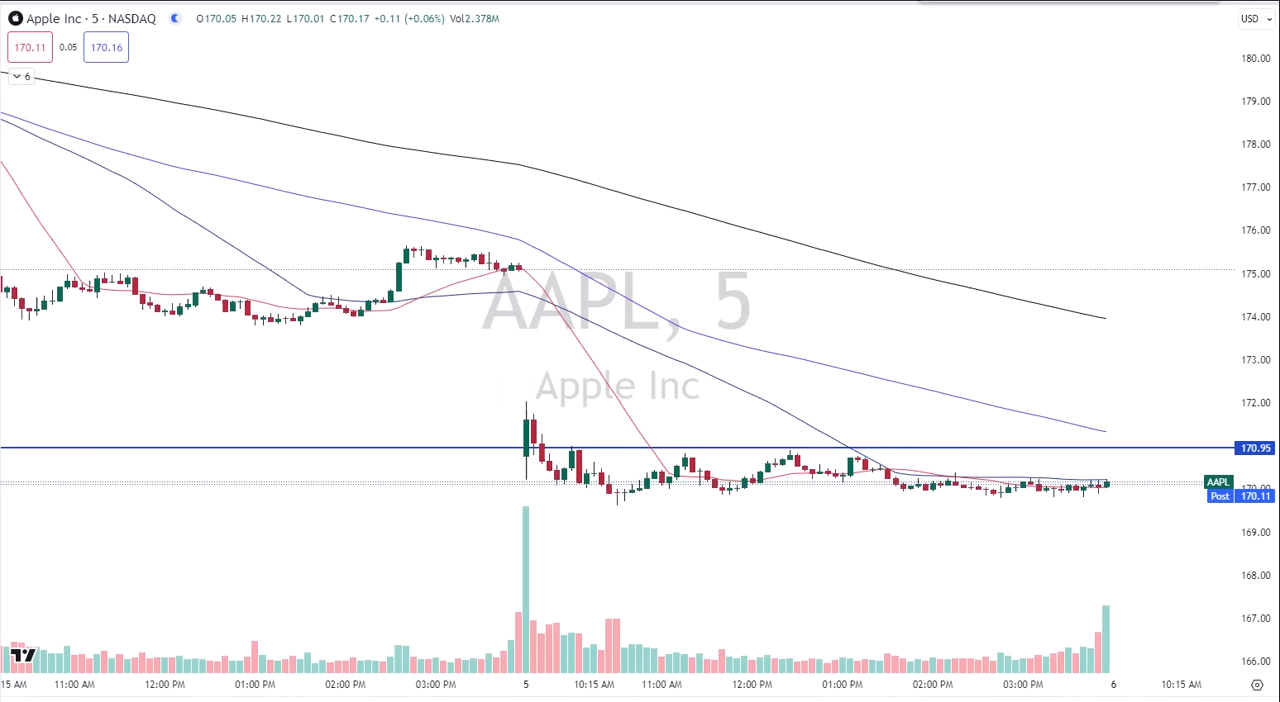 Apple Inc · 5 · NASDAQ O170.05 H170.22 L170.01 C170.17 +0.11 (+0.06%) Vol2.378M USD
170.11 0.05 170.16
6
180.00
179.00
178.00
177.00
176.00
175.00
174.00
173.00
172.00
170.95
170.00
169.00
168.00
167.00
166.00
AAPL, 5
Apple Inc
AAPL
Post 170.11
15 AM 11:00 AM 12:00 PM 01:00 PM 02:00 PM 03:00 PM 5 10:15 AM 11:00 AM 12:00 PM 01:00 PM 02:00 PM 03:00 PM 6 10:15 AM